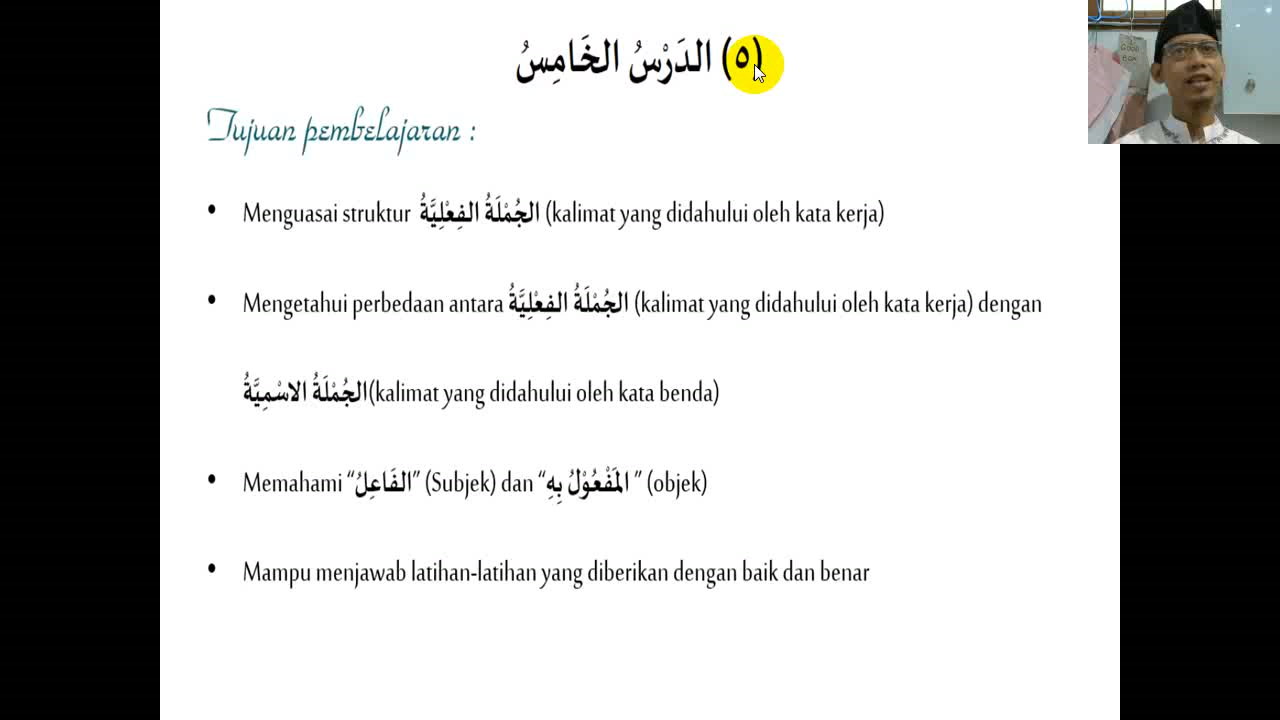 (٥) الدَرْسُ الخَامِسُ
GOOD BOX
Tujuan pembelajaran :
• Menguasai struktur الجُمْلَةُ الفِعْلِيَّةُ (kalimat yang didahului oleh kata kerja)
• Mengetahui perbedaan antara الجُمْلَةُ الفِعْلِيَّةُ (kalimat yang didahului oleh kata kerja) dengan
الجُمْلَةُ الاسْمِيَّةُ(kalimat yang didahului oleh kata benda)
• Memahami “الفَاعِلُ” (Subjek) dan “المَفْعُوْلُ بِهِ ” (objek)
• Mampu menjawab latihan-latihan yang diberikan dengan baik dan benar